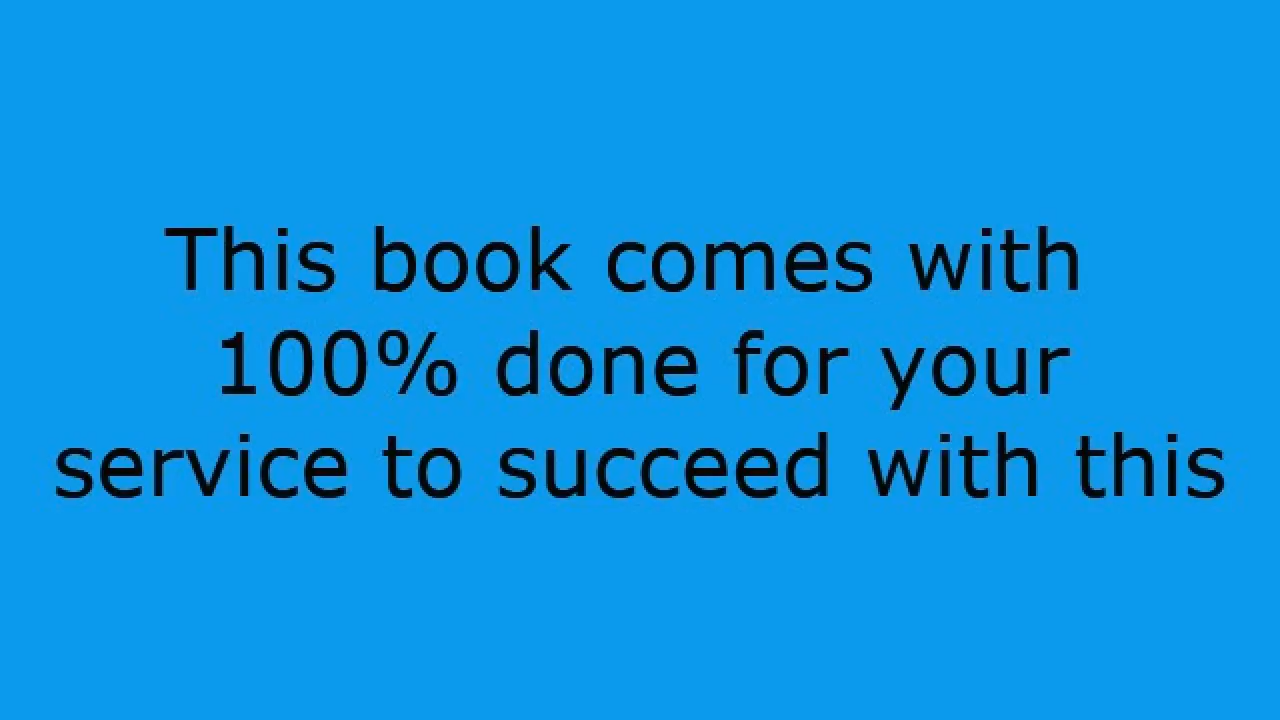 This book comes with
100% done for your
service to succeed with this